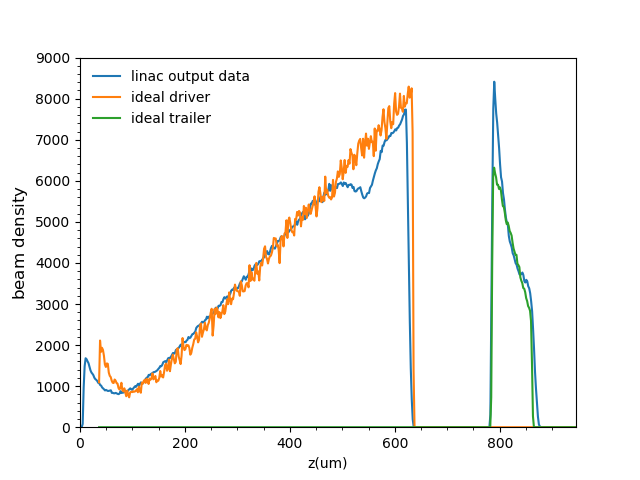 9000
8000
7000
6000
5000
4000
3000
2000
1000
0
beam density
linac output data
ideal driver
ideal trailer
0 200 400 600 800
z(um)